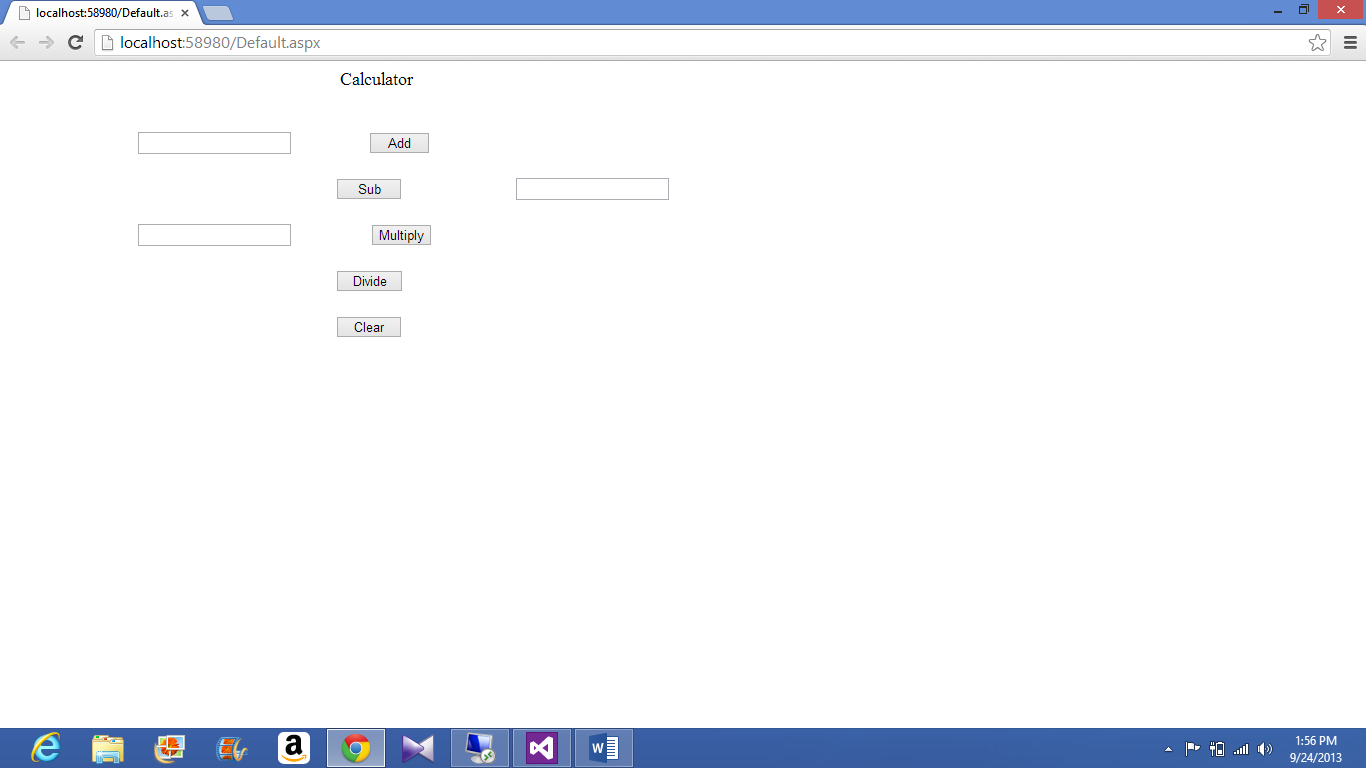 localhost:58980/Default.as
localhost:58980/Default.aspx
Calculator
Add
Sub
Multiply
Divide
Clear
1:56 PM
9/24/2013